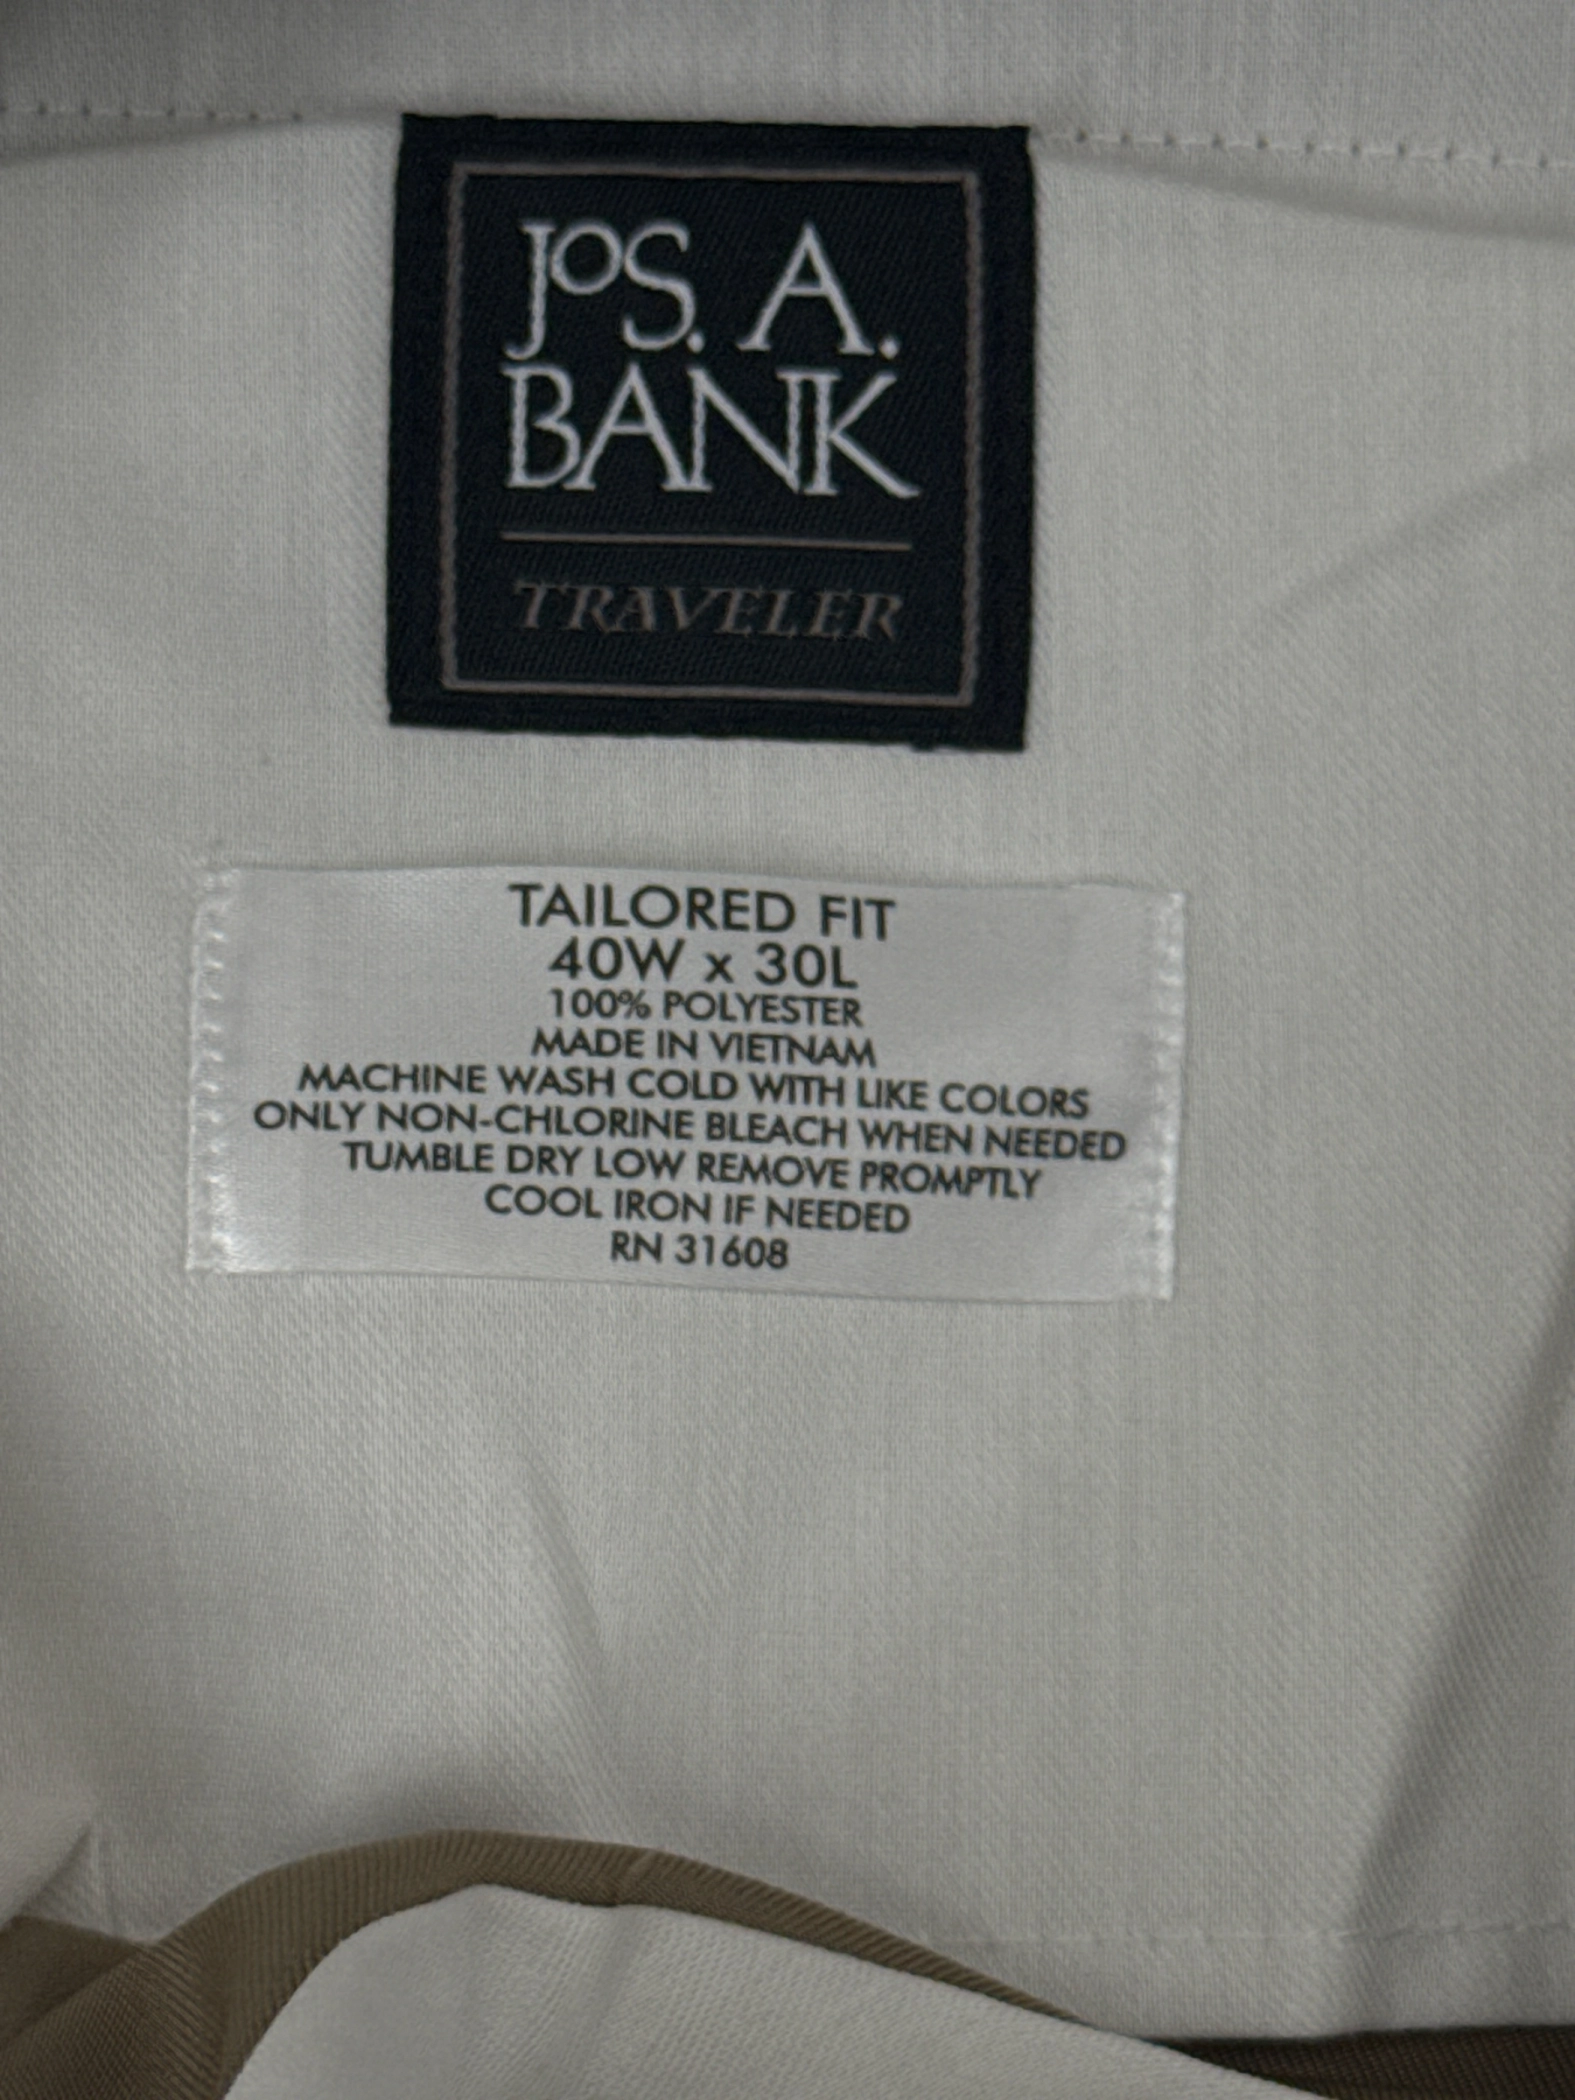 JOS. A.
BANK
TRAVELER
TAILORED FIT
40W x 30L
100% POLYESTER
MADE IN VIETNAM
MACHINE WASH COLD WITH LIKE COLORS
ONLY NON-CHLORINE BLEACH WHEN NEEDED
TUMBLE DRY LOW REMOVE PROMPTLY
COOL IRON IF NEEDED
RN 31608